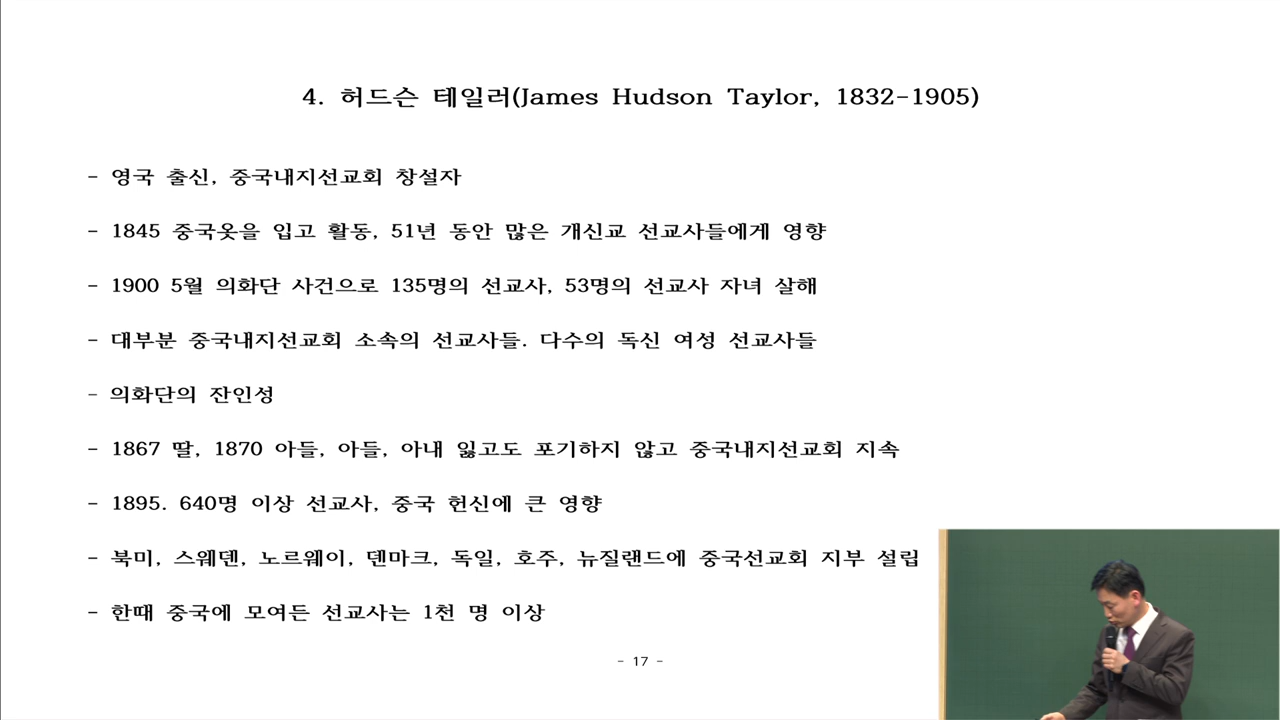 4. 허드슨 테일러(James Hudson Taylor, 1832-1905)
- 영국 출신, 중국내지선교회 창설자
- 1845 중국옷을 입고 활동, 51년 동안 많은 개신교 선교사들에게 영향
- 1900 5월 의화단 사건으로 135명의 선교사, 53명의 선교사 자녀 살해
- 대부분 중국내지선교회 소속의 선교사들. 다수의 독신 여성 선교사들
- 의화단의 잔인성
- 1867 딸, 1870 아들, 아들, 아내 잃고도 포기하지 않고 중국내지선교회 지속
- 1895. 640명 이상 선교사, 중국 헌신에 큰 영향
- 북미, 스웨덴, 노르웨이, 덴마크, 독일, 호주, 뉴질랜드에 중국선교회 지부 설립
- 한때 중국에 모여든 선교사는 1천 명 이상
- 17 -